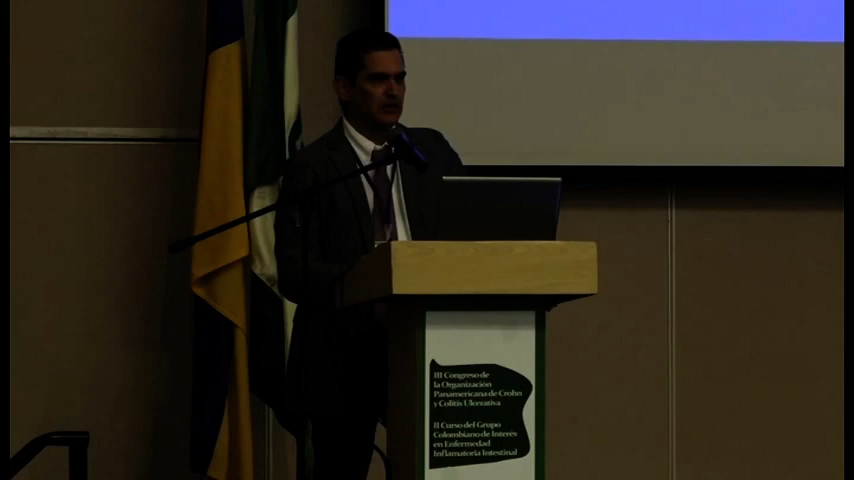 III Congreso de
la Organización
Panamericana de Crohn
y Colitis Ulcerativa
II Curso del Grupo
Colombiano de Interés
en Enfermedad
Inflamatoria Intestinal